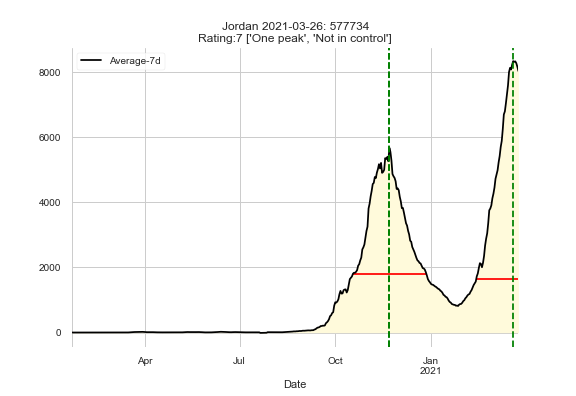 Jordan 2021-03-26: 577734
Rating:7 ['One peak', 'Not in control']
Average-7d
8000
6000
4000
2000
0
Apr
Jul
Oct
Jan
2021
Date